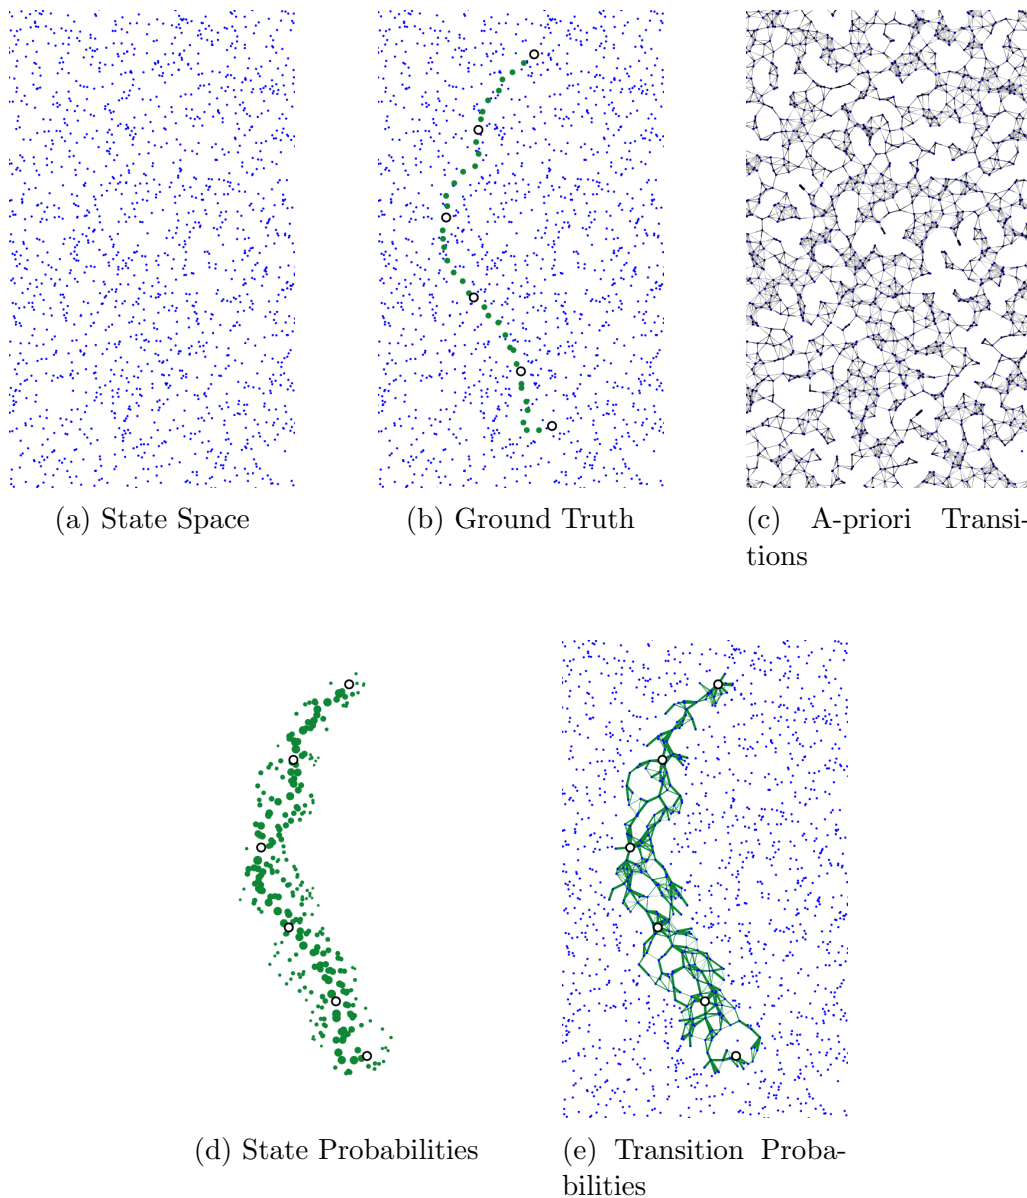 (a) State Space
(b) Ground Truth
(c) A-priori Transi-
tions
(d) State Probabilities
(e) Transition Proba-
bilities